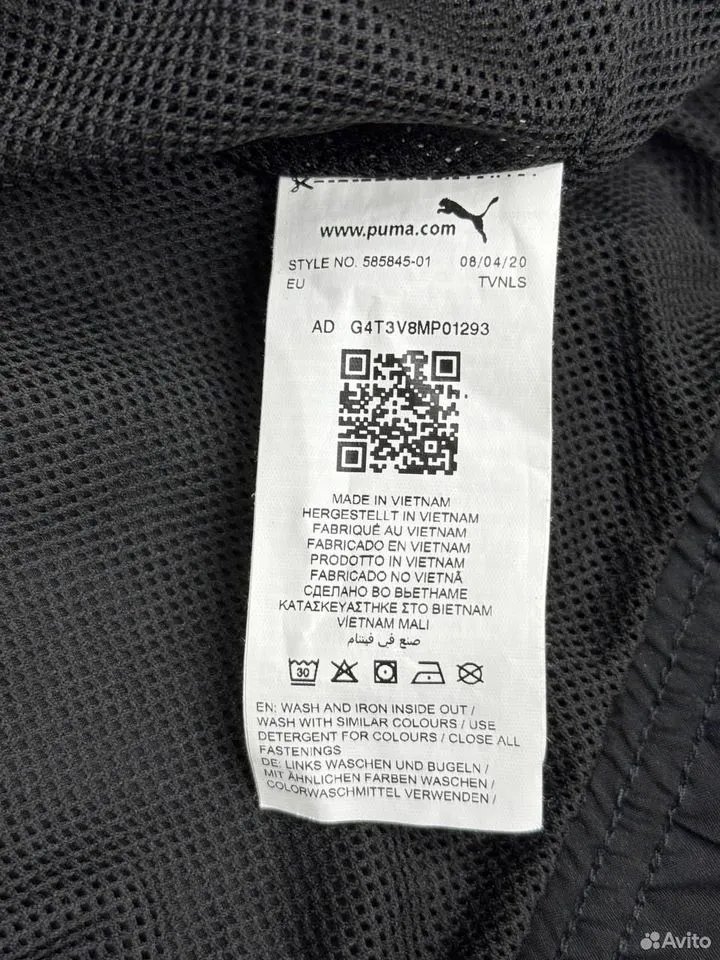 www.puma.com
STYLE NO. 585845-01 08/04/20
EU TVNLS
AD G4T3V8MP01293
MADE IN VIETNAM
HERGESTELLT IN VIETNAM
FABRIQUÉ AU VIETNAM
FABRICADO EN VIETNAM
PRODOTTO IN VIETNAM
FABRICADO NO VIETNÃ
СДЕЛАНО ВО ВЬЕТНАМЕ
ΚΑΤΑΣΚΕΥΑΣΤΗΚΕ ΣΤΟ ΒΙΕΤΝΑΜ
VİETNAM MALI
صنع في فيتنام
30
EN: WASH AND IRON INSIDE OUT /
WASH WITH SIMILAR COLOURS / USE
DETERGENT FOR COLOURS / CLOSE ALL
FASTENINGS
DE: LINKS WASCHEN UND BUGELN /
MIT ÄHNLICHEN FARBEN WASCHEN /
COLORWASCHMITTEL VERWENDEN /
Avito